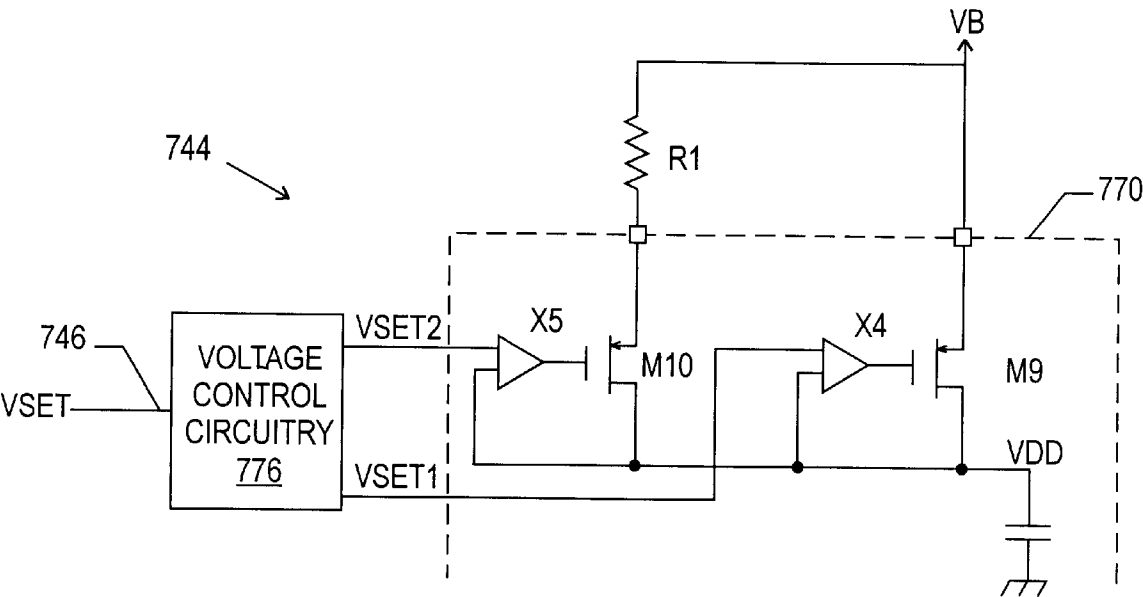 VB
744
R1
770
746
VSET2
X5
X4
VOLTAGE
CONTROL
CIRCUITRY
776
M10
M9
VSET
VSET1
VDD